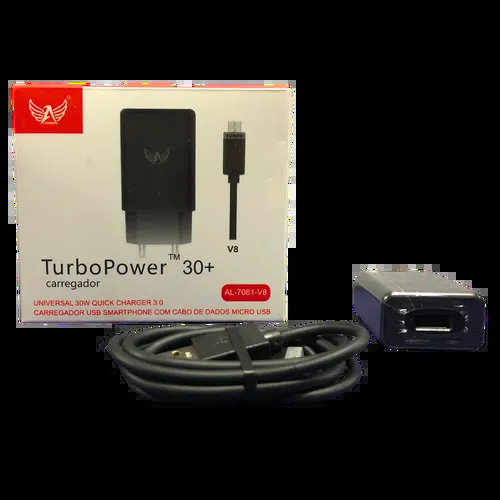 V8
TurboPower™ 30+
carregador
AL-7081-V8
UNIVERSAL 30W QUICK CHARGER 3.0
CARREGADOR USB SMARTPHONE COM CABO DE DADOS MICRO USB